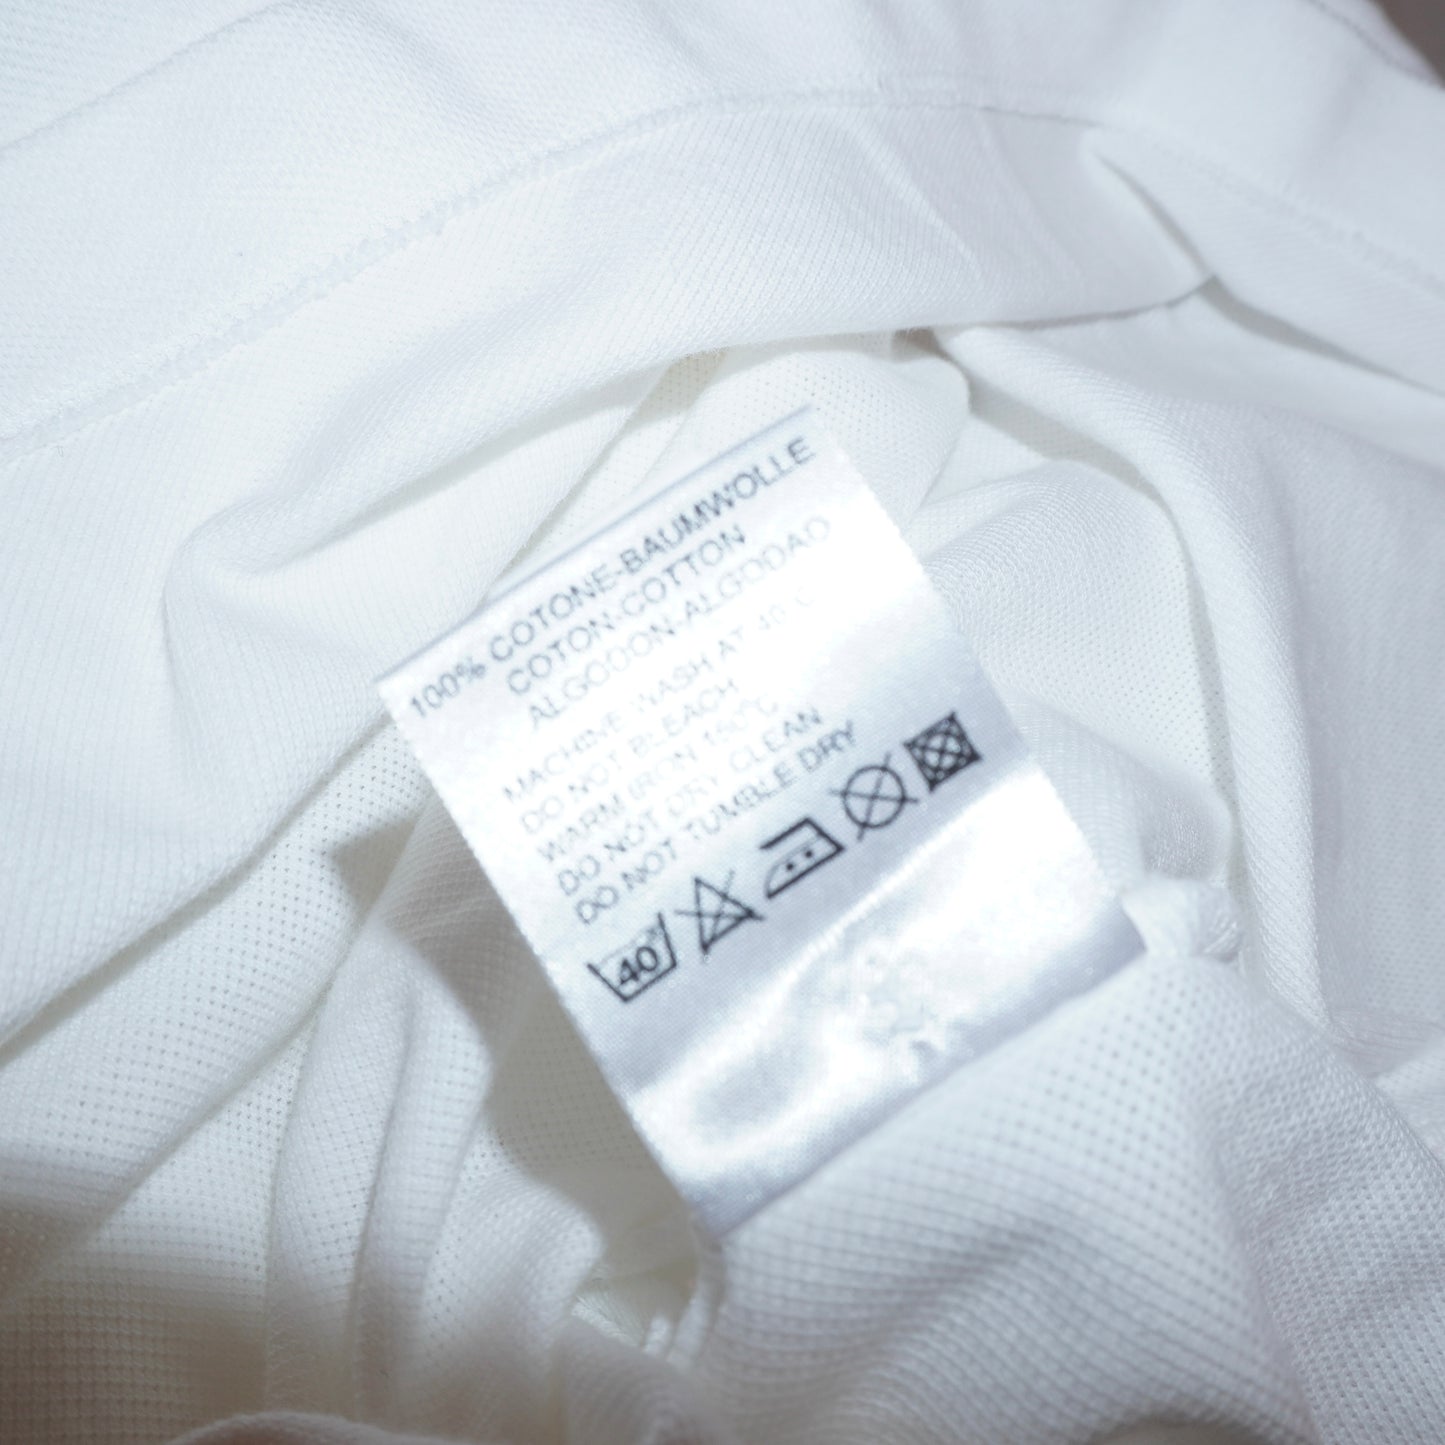 100% COTONE-BAUMWOLLE
COTON-COTTON
ALGODON-ALGODAO
MACHINE WASH AT 40°C
DO NOT BLEACH
WARM IRON 150°C
DO NOT DRY CLEAN
DO NOT TUMBLE DRY
40